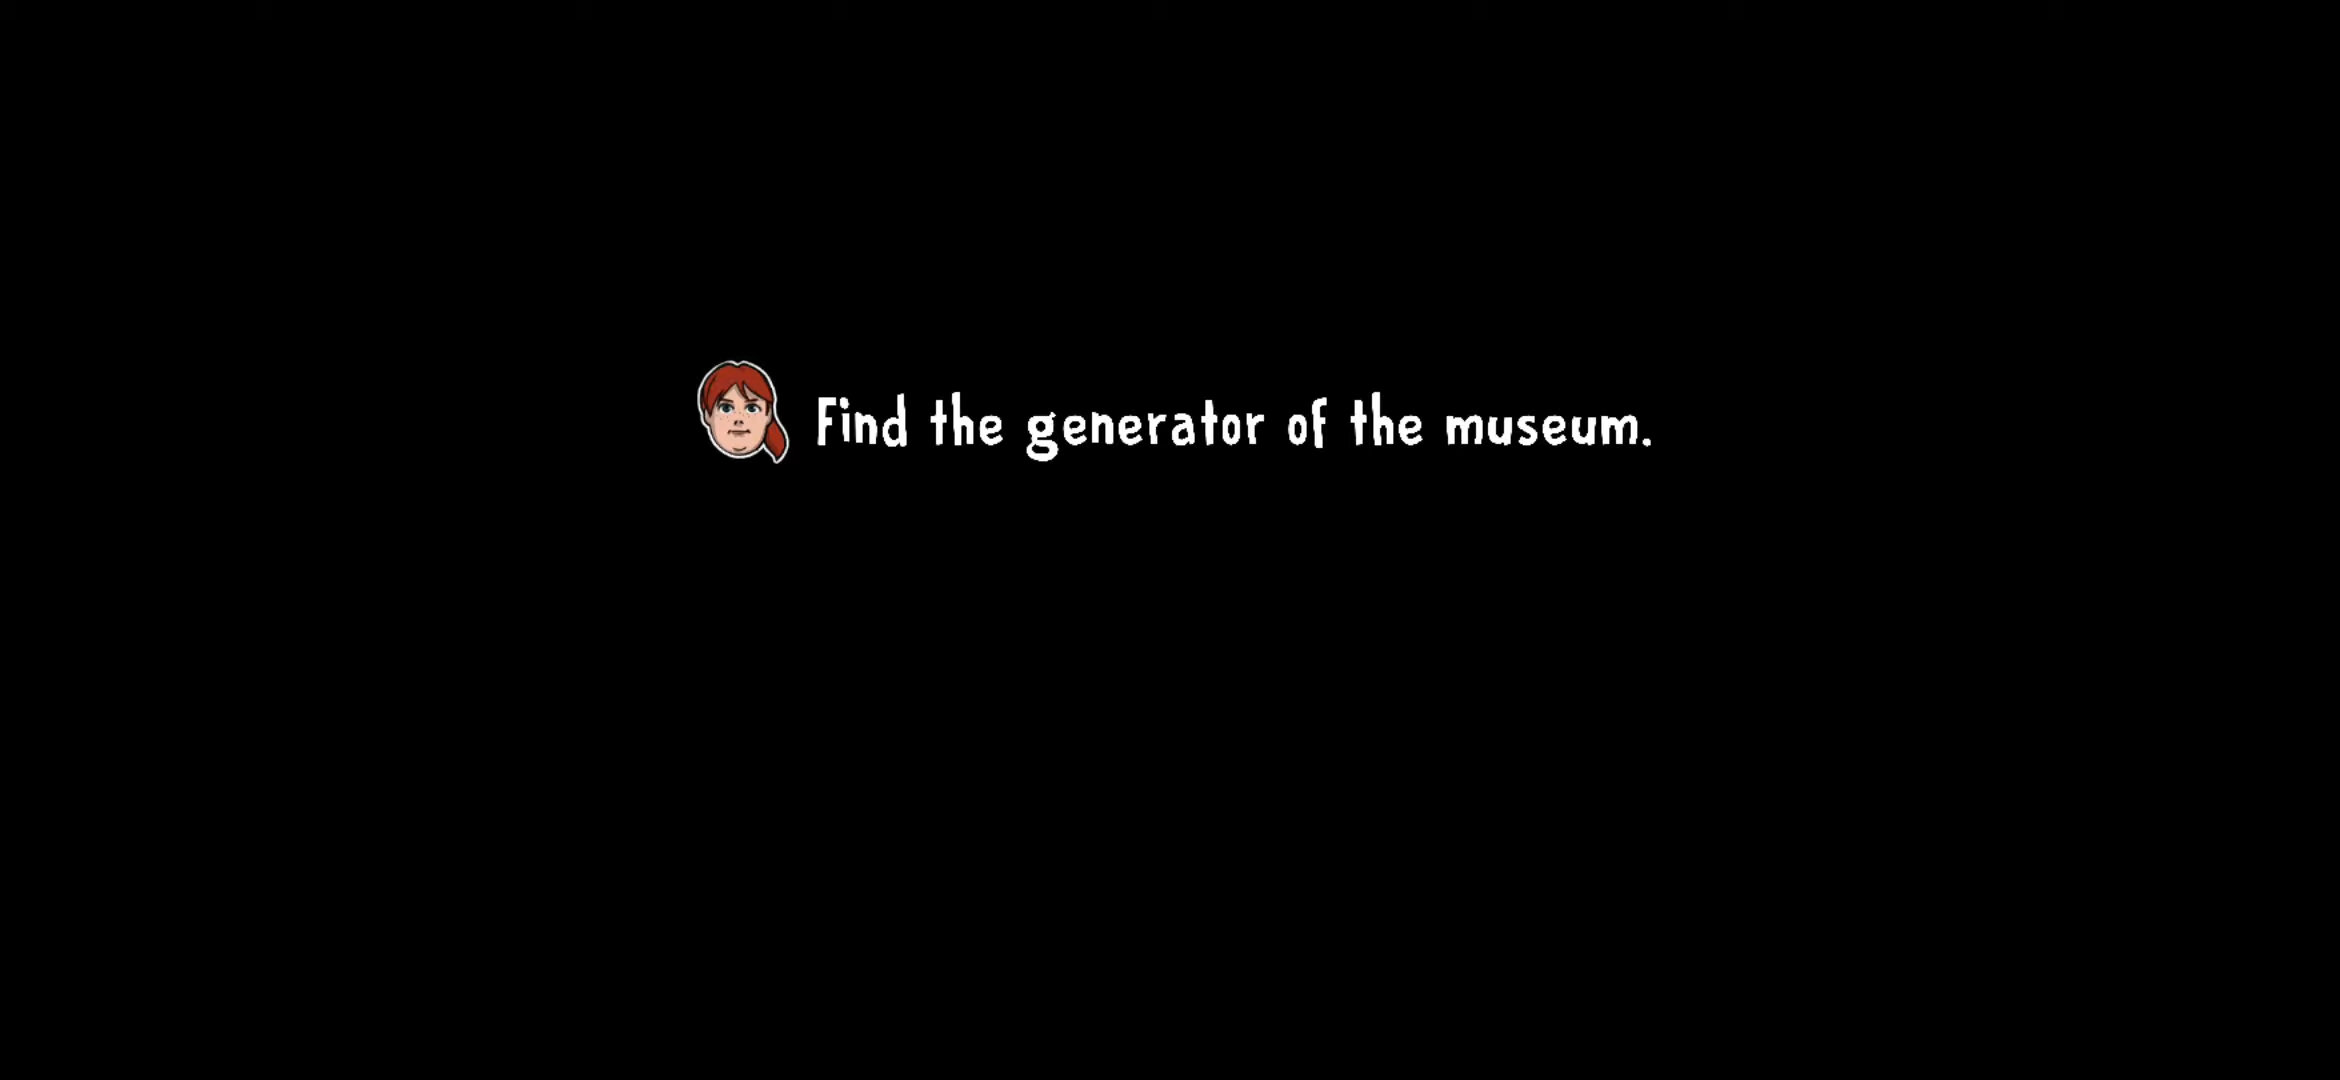 Find the generator of the museum.